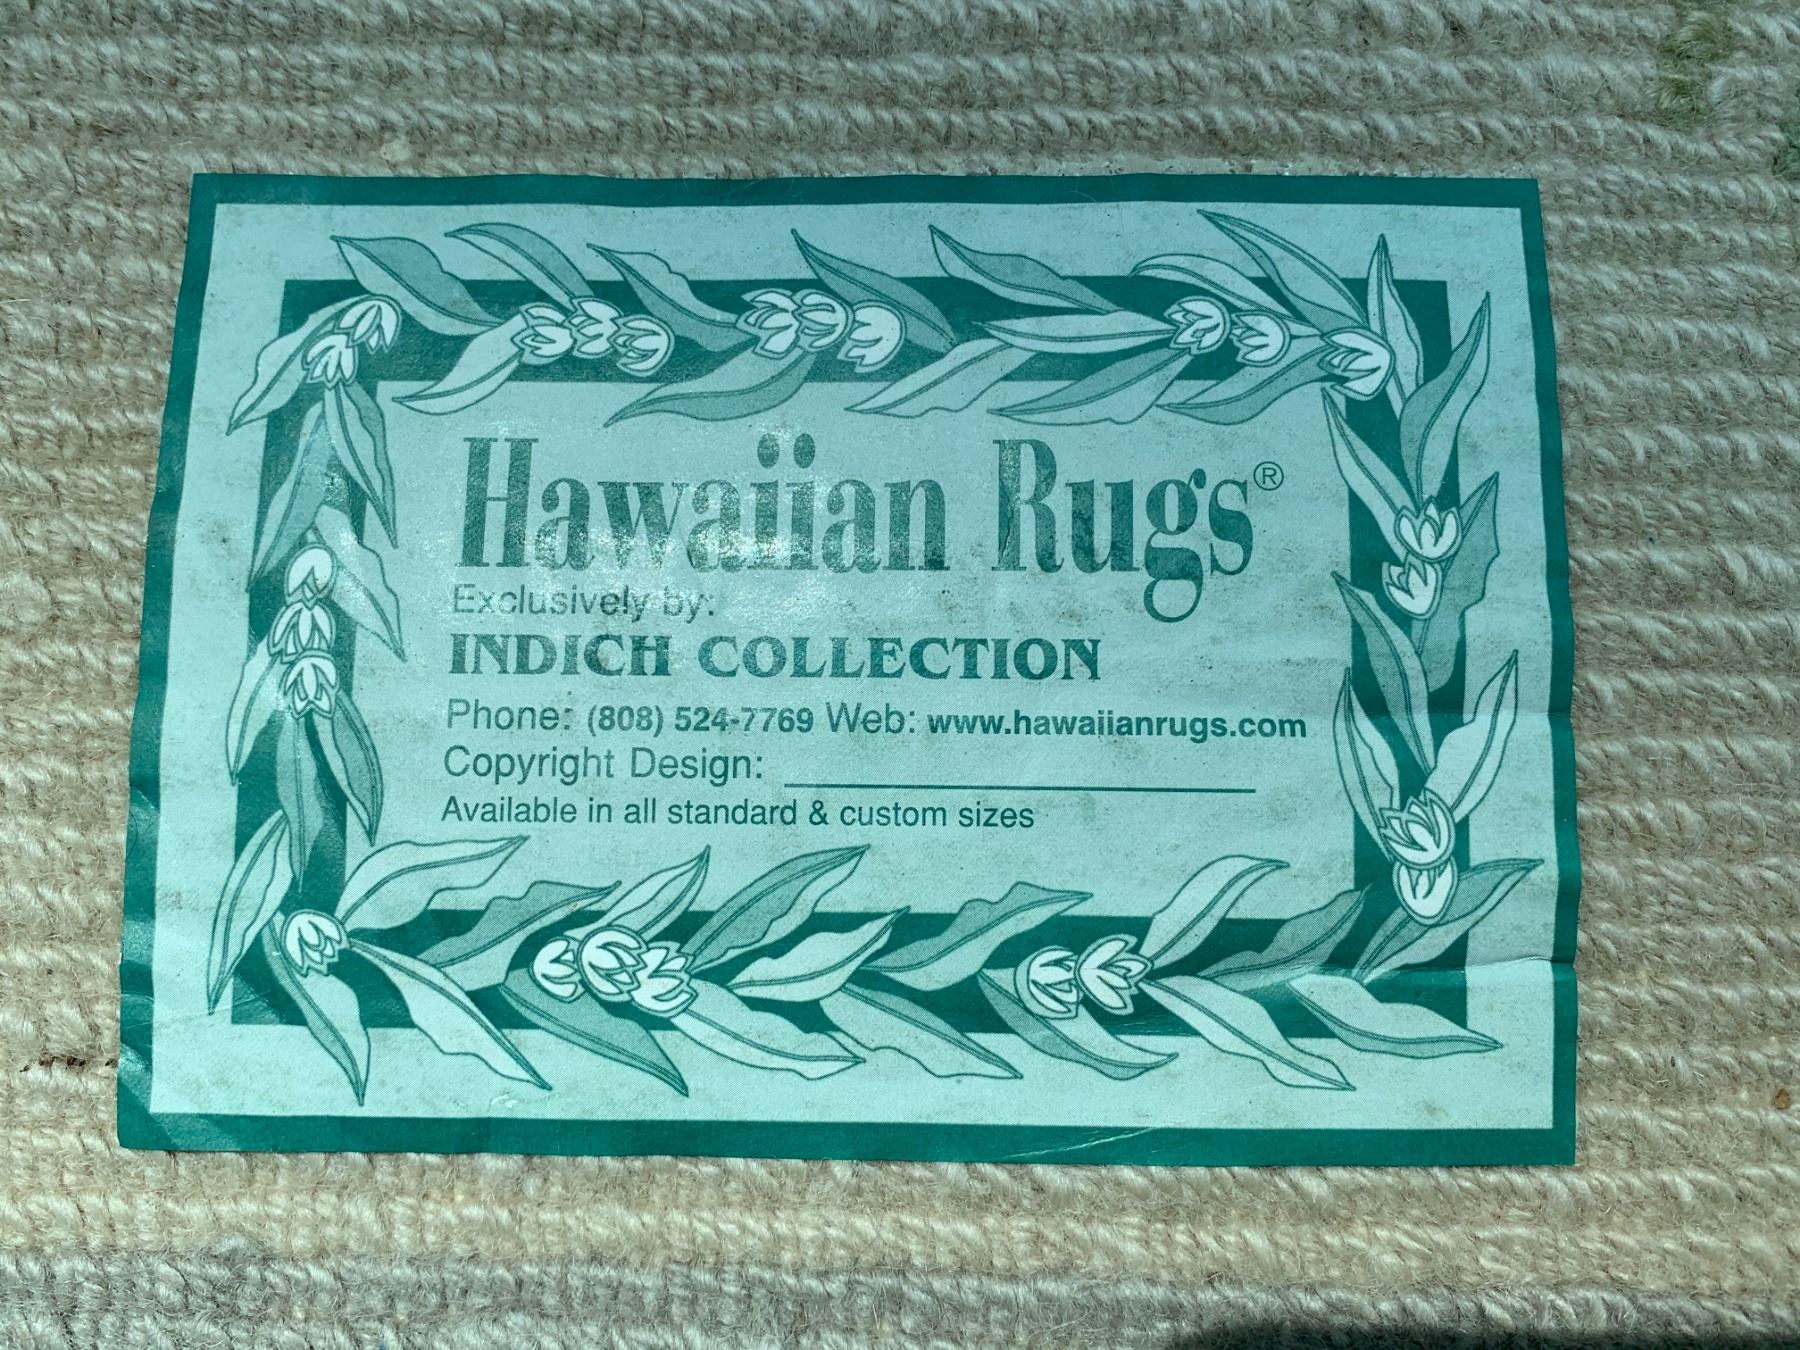 Hawaiian Rugs®
Exclusively by:
INDICH COLLECTION
Phone: (808) 524-7769 Web: www.hawaiianrugs.com
Copyright Design: ____________________
Available in all standard & custom sizes